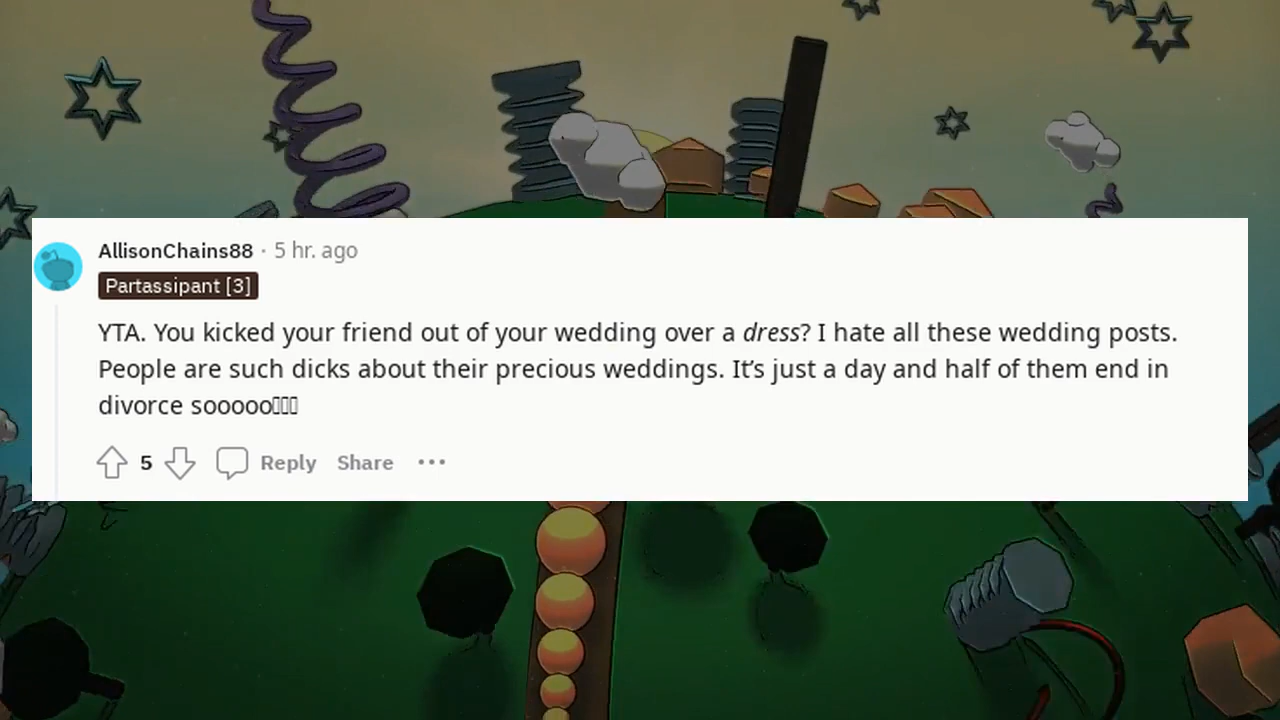 AllisonChains88 · 5 hr. ago
Partassipant [3]
YTA. You kicked your friend out of your wedding over a dress? I hate all these wedding posts.
People are such dicks about their precious weddings. It’s just a day and half of them end in
divorce sooooo▯▯▯
5 Reply Share ···